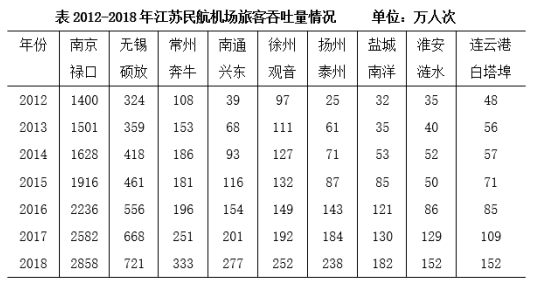 表 2012-2018 年江苏民航机场旅客吞吐量情况 单位：万人次
年份 南京 无锡 常州 南通 徐州 扬州 盐城 淮安 连云港
禄口 硕放 奔牛 兴东 观音 泰州 南洋 涟水 白塔埠
2012 1400 324 108 39 97 25 32 35 48
2013 1501 359 153 68 111 61 35 40 56
2014 1628 418 186 93 127 71 53 52 57
2015 1916 461 181 116 132 87 85 50 71
2016 2236 556 196 154 149 143 121 86 85
2017 2582 668 251 201 192 184 130 129 109
2018 2858 721 333 277 252 238 182 152 152